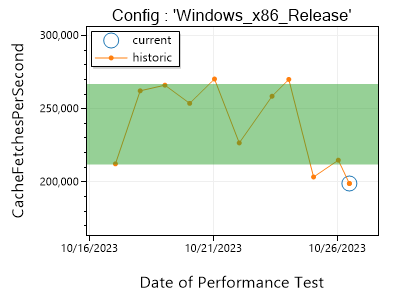 Config : 'Windows_x86_Release'
current
historic
300,000
250,000
200,000
CacheFetchesPerSecond
10/16/2023
10/21/2023
10/26/2023
Date of Performance Test